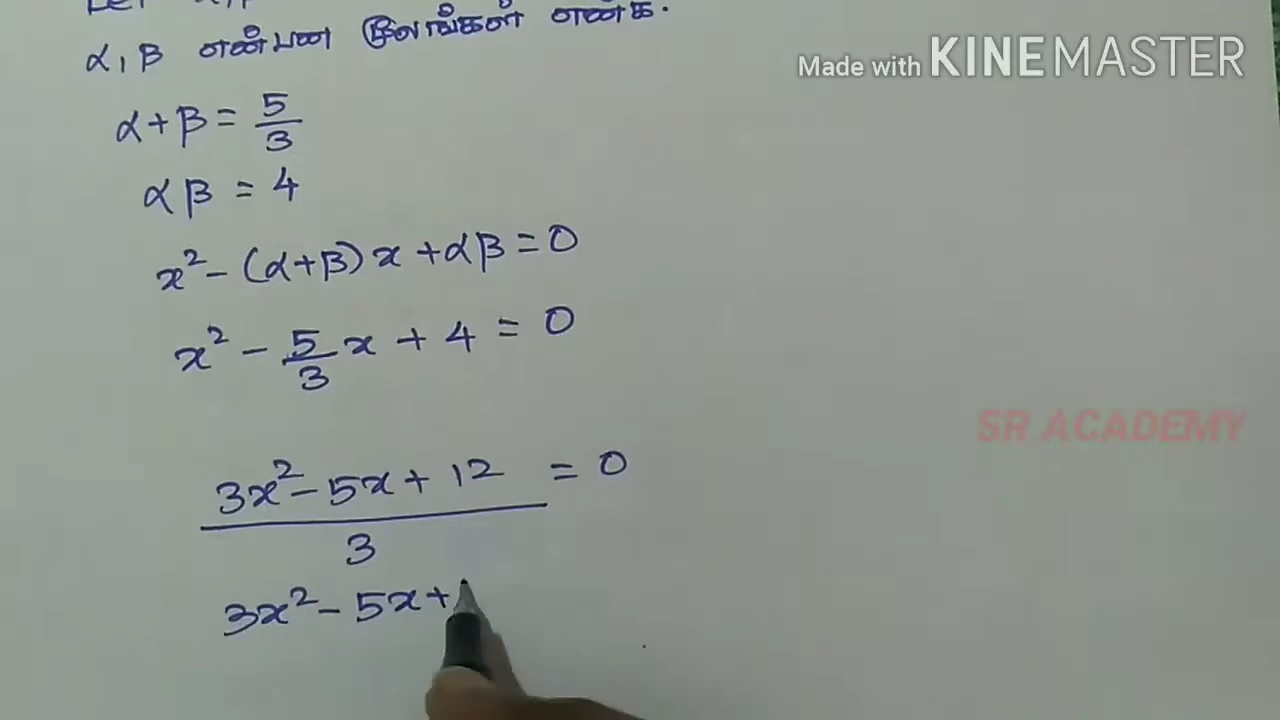 Let
α, β என்பன மூலங்கள் என்க.
Made with KINEMASTER
α+β = 5/3
αβ = 4
x² - (α+β)x + αβ = 0
x² - 5/3 x + 4 = 0
SR ACADEMY
3x² - 5x + 12 = 0
3
3x² - 5x +